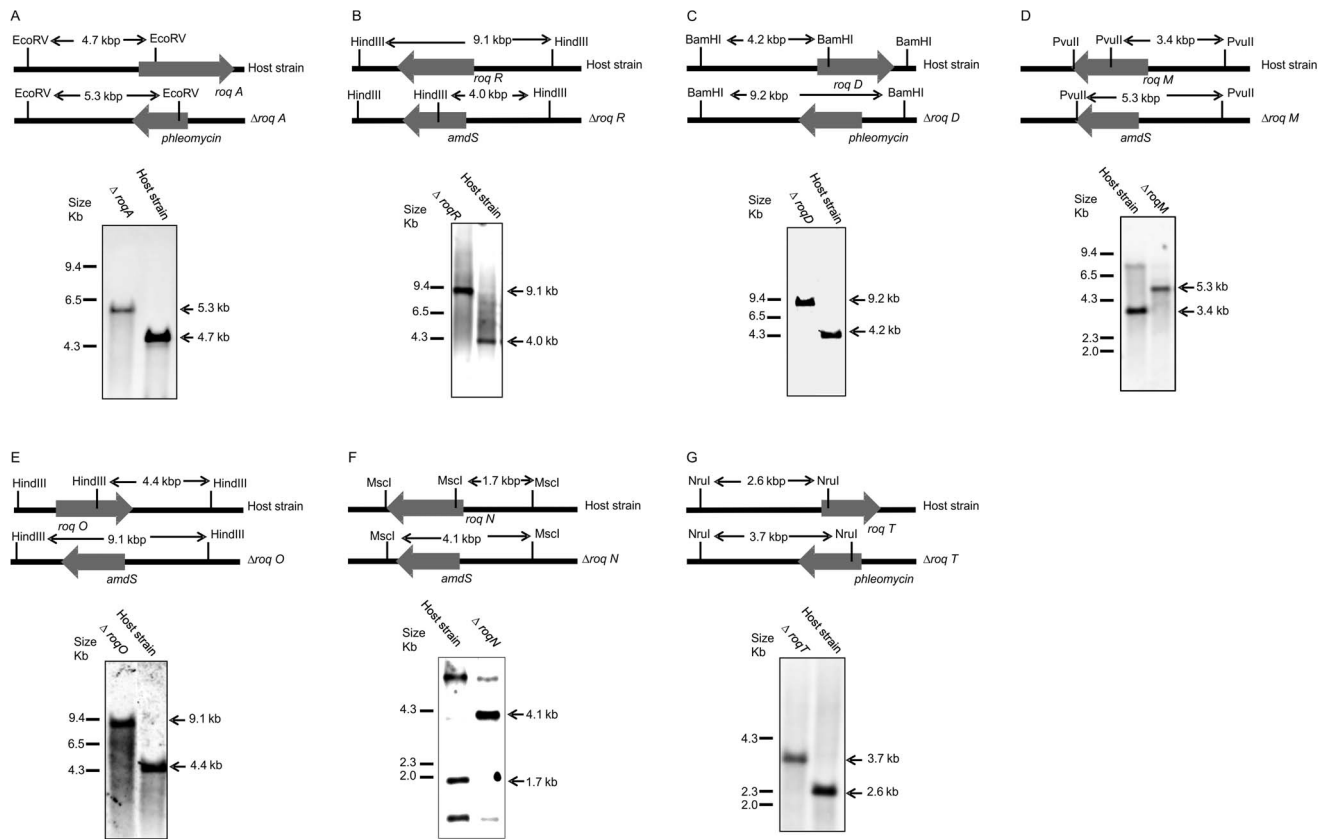 A
EcoRV 4.7 kbp EcoRV
Host strain
roq A
EcoRV 5.3 kbp EcoRV
ΔroqA
phleomycin
Size
Kb
Δ roqA
Host strain
9.4
6.5
4.3
5.3 kb
4.7 kb
B
HindIII 9.1 kbp HindIII
Host strain
roq R
HindIII HindIII 4.0 kbp HindIII
Δroq R
amdS
Size
Kb
Δ roqR
Host strain
9.4
6.5
4.3
9.1 kb
4.0 kb
C
BamHI 4.2 kbp BamHI BamHI
Host strain
roq D
BamHI 9.2 kbp BamHI
Δroq D
phleomycin
Size
Kb
Δ roqD
Host strain
9.4
6.5
4.3
9.2 kb
4.2 kb
D
PvuII PvuII 3.4 kbp PvuII
Host strain
roq M
PvuII 5.3 kbp PvuII
Δroq M
amdS
Size
Kb
Host strain
Δ roqM
9.4
6.5
4.3
2.3
2.0
5.3 kb
3.4 kb
E
HindIII HindIII 4.4 kbp HindIII
Host strain
roq O
HindIII 9.1 kbp HindIII
Δroq O
amdS
Size
Kb
Δ roqO
Host strain
9.4
6.5
4.3
9.1 kb
4.4 kb
F
MscI MscI 1.7 kbp MscI
Host strain
roq N
MscI 4.1 kbp MscI
Δroq N
amdS
Size
Kb
Host strain
Δ roqN
4.3
2.3
2.0
4.1 kb
1.7 kb
G
NruI 2.6 kbp NruI
Host strain
roq T
NruI 3.7 kbp NruI
Δroq T
phleomycin
Size
Kb
Δ roqT
Host strain
4.3
2.3
2.0
3.7 kb
2.6 kb